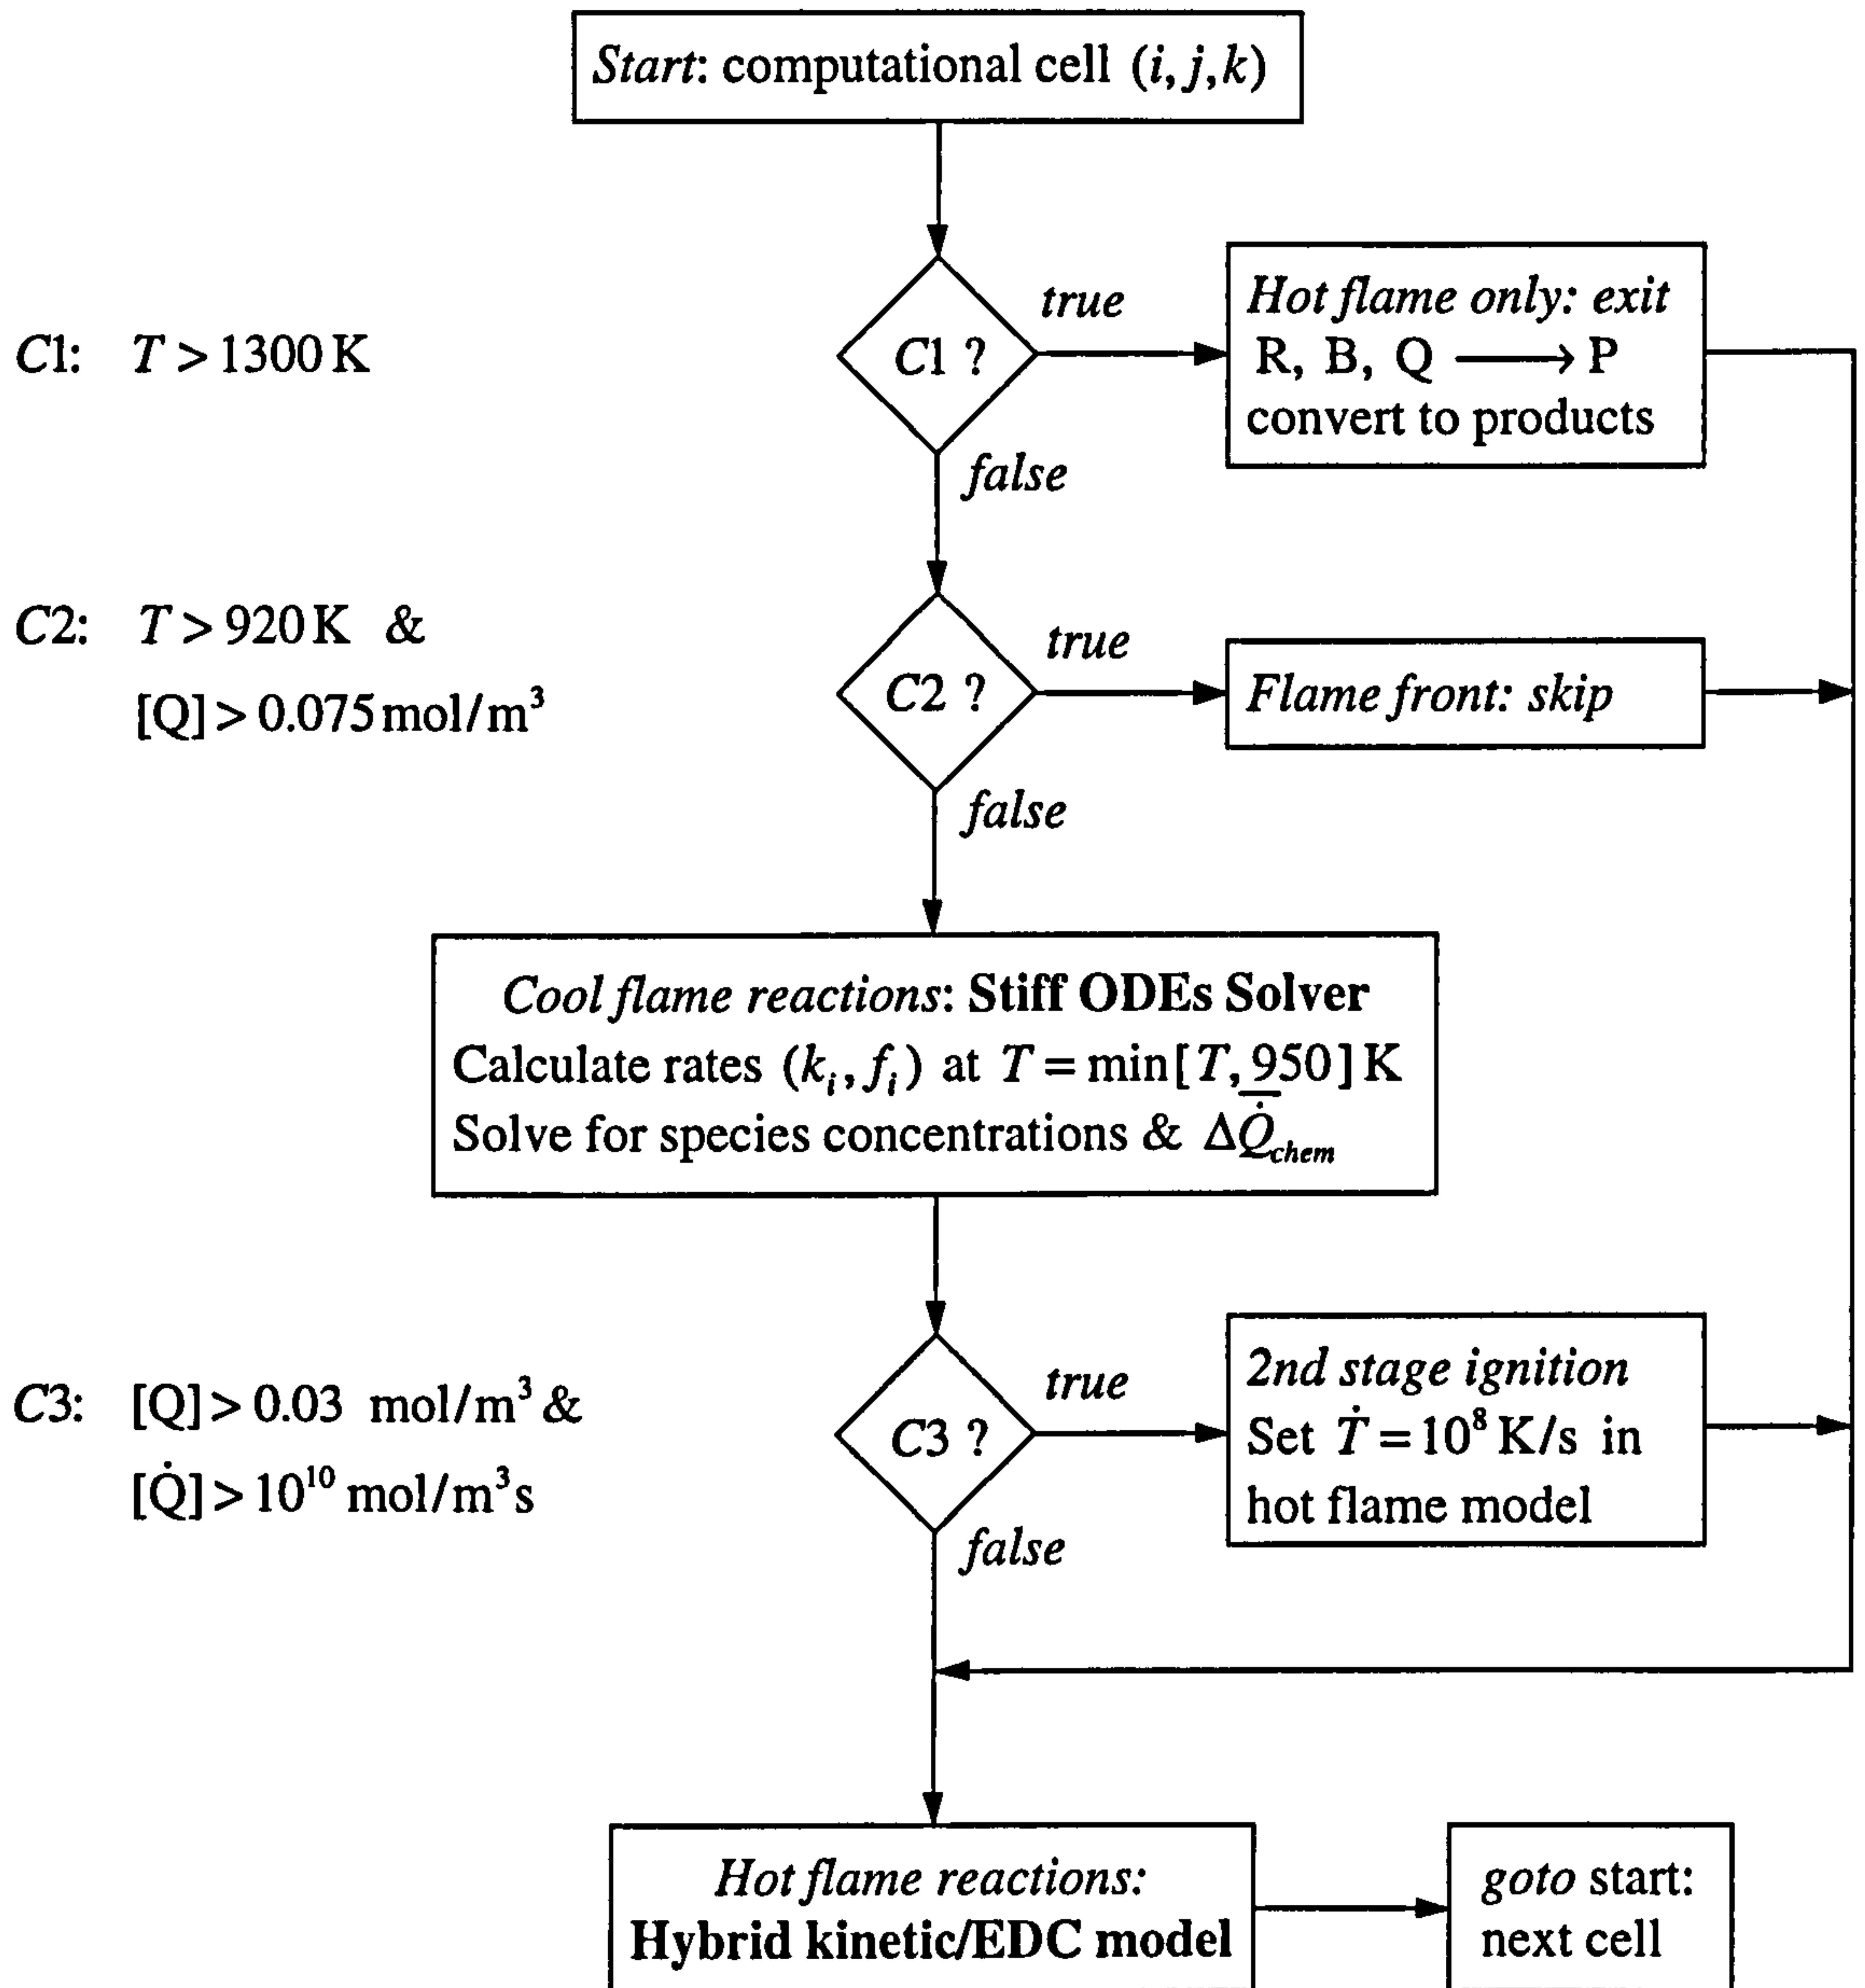 Start: computational cell (i, j,k)
C1: T > 1300 K
C1 ?
true
false
Hot flame only: exit
R, B, Q ⟶ P
convert to products
C2: T > 920 K &
[Q] > 0.075 mol/m³
C2 ?
true
false
Flame front: skip
Cool flame reactions: Stiff ODEs Solver
Calculate rates (kᵢ, fᵢ) at T = min[T, 950] K
Solve for species concentrations & ΔQ̇̅_chem
C3: [Q] > 0.03 mol/m³ &
[Q̇] > 10¹⁰ mol/m³s
C3 ?
true
false
2nd stage ignition
Set Ṫ = 10⁸ K/s in
hot flame model
Hot flame reactions:
Hybrid kinetic/EDC model
goto start:
next cell